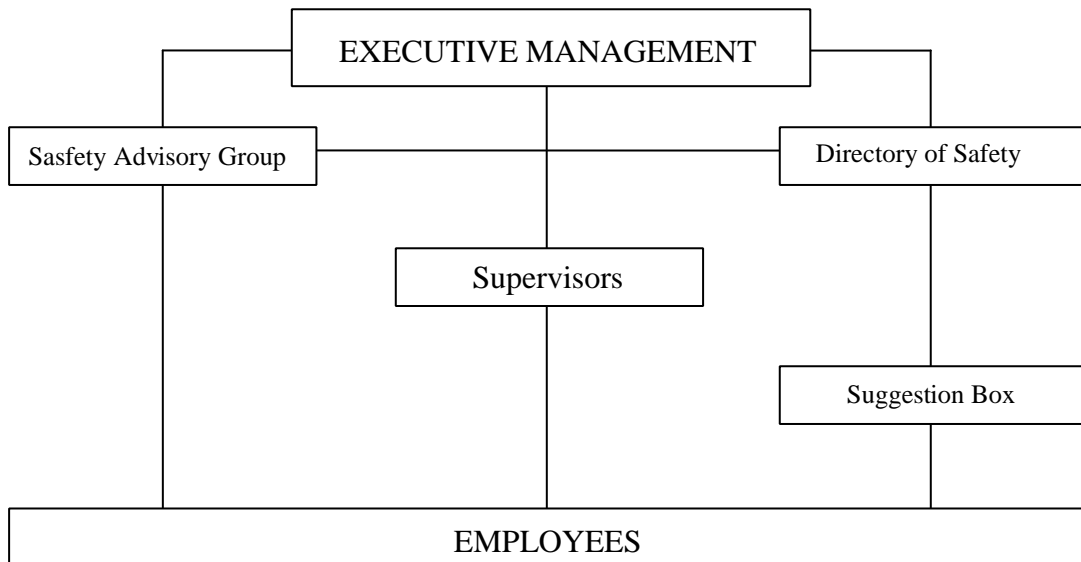 EXECUTIVE MANAGEMENT
Sasfety Advisory Group
Directory of Safety
Supervisors
Suggestion Box
EMPLOYEES